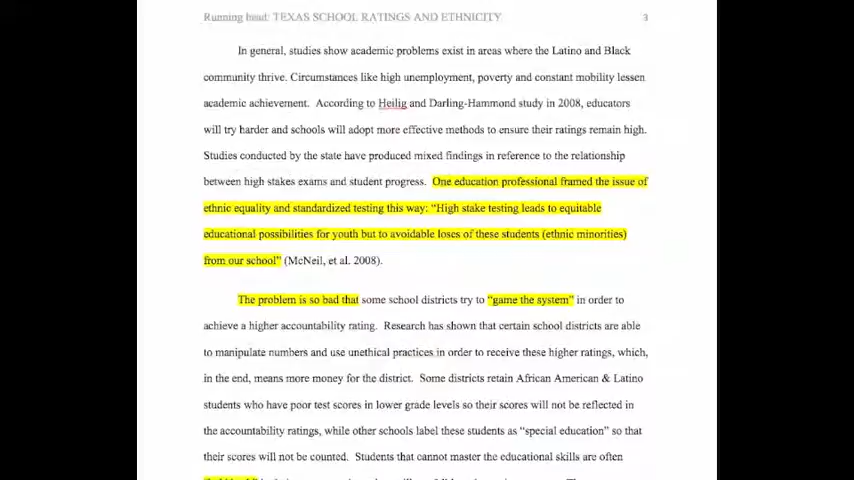 Running head: TEXAS SCHOOL RATINGS AND ETHNICITY 3
In general, studies show academic problems exist in areas where the Latino and Black
community thrive. Circumstances like high unemployment, poverty and constant mobility lessen
academic achievement. According to Heilig and Darling-Hammond study in 2008, educators
will try harder and schools will adopt more effective methods to ensure their ratings remain high.
Studies conducted by the state have produced mixed findings in reference to the relationship
between high stakes exams and student progress. One education professional framed the issue of
ethnic equality and standardized testing this way: “High stake testing leads to equitable
educational possibilities for youth but to avoidable loses of these students (ethnic minorities)
from our school” (McNeil, et al. 2008).
The problem is so bad that some school districts try to “game the system” in order to
achieve a higher accountability rating. Research has shown that certain school districts are able
to manipulate numbers and use unethical practices in order to receive these higher ratings, which,
in the end, means more money for the district. Some districts retain African American & Latino
students who have poor test scores in lower grade levels so their scores will not be reflected in
the accountability ratings, while other schools label these students as “special education” so that
their scores will not be counted. Students that cannot master the educational skills are often